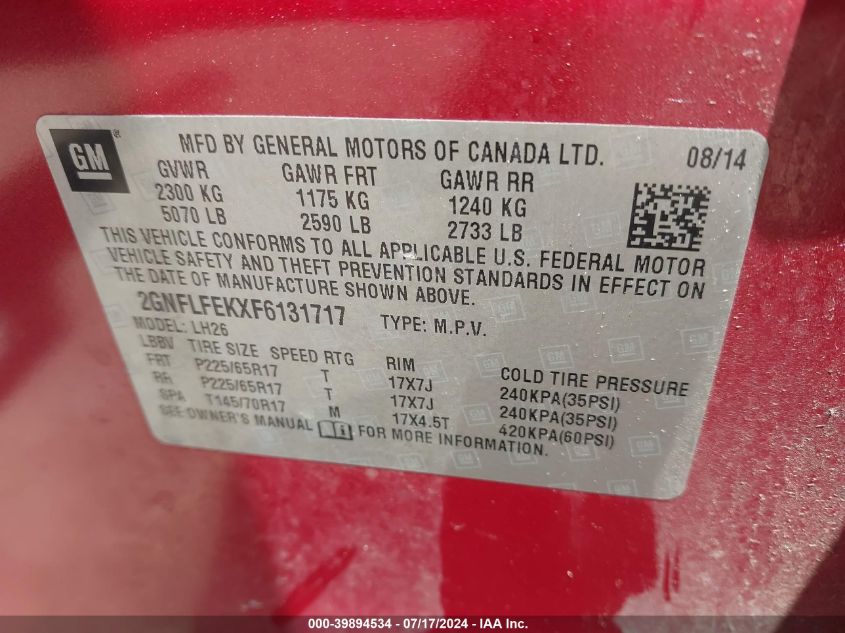 GM ® MFD BY GENERAL MOTORS OF CANADA LTD. 08/14
GVWR GAWR FRT GAWR RR
2300 KG 1175 KG 1240 KG
5070 LB 2590 LB 2733 LB
THIS VEHICLE CONFORMS TO ALL APPLICABLE U.S. FEDERAL MOTOR
VEHICLE SAFETY AND THEFT PREVENTION STANDARDS IN EFFECT ON
THE DATE OF MANUFACTURE SHOWN ABOVE.
2GNFLFEKXF6131717 TYPE: M.P.V.
MODEL: LH26
LBBV TIRE SIZE SPEED RTG RIM COLD TIRE PRESSURE
FRT P225/65R17 T 17X7J 240KPA(35PSI)
RR P225/65R17 T 17X7J 240KPA(35PSI)
SPA T145/70R17 M 17X4.5T 420KPA(60PSI)
SEE OWNER'S MANUAL FOR MORE INFORMATION.
000-39894534 - 07/17/2024 - IAA Inc.